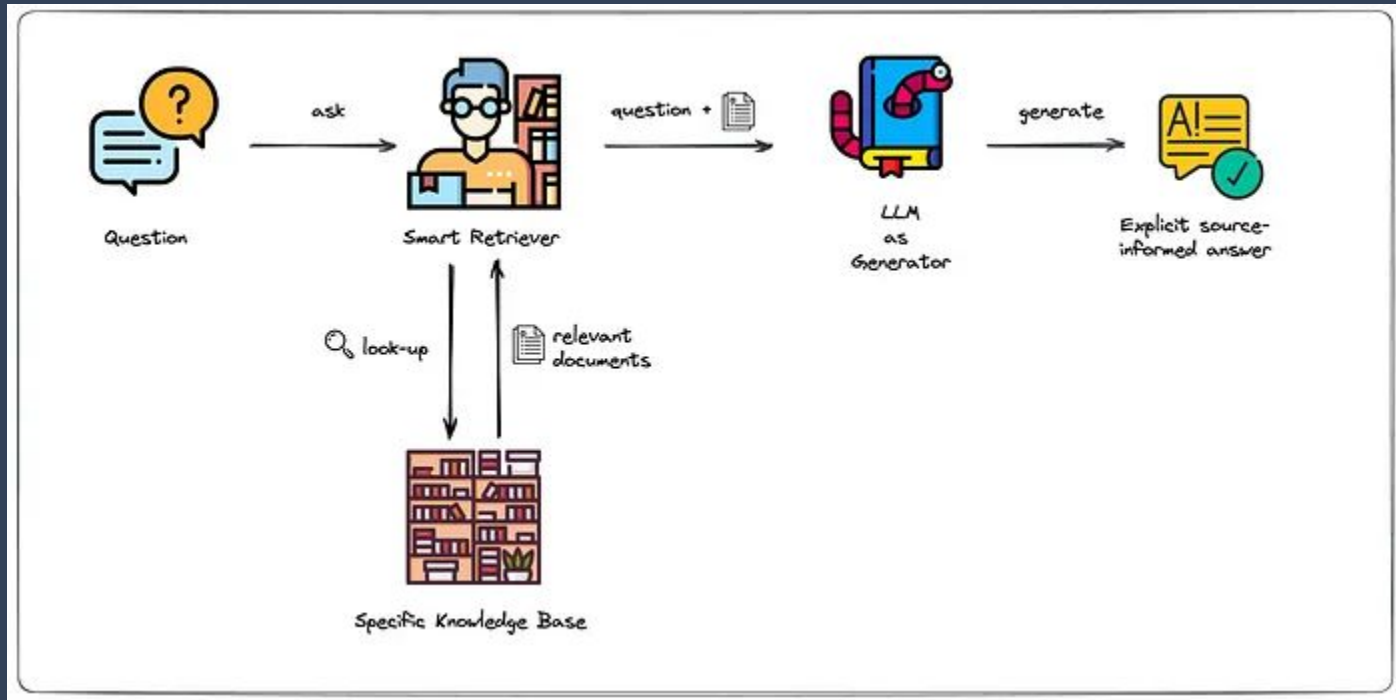 ?
ask
question +
generate
A!
Question
Smart Retriever
LLM
as
Generator
Explicit source-
informed answer
look-up
relevant
documents
Specific Knowledge Base